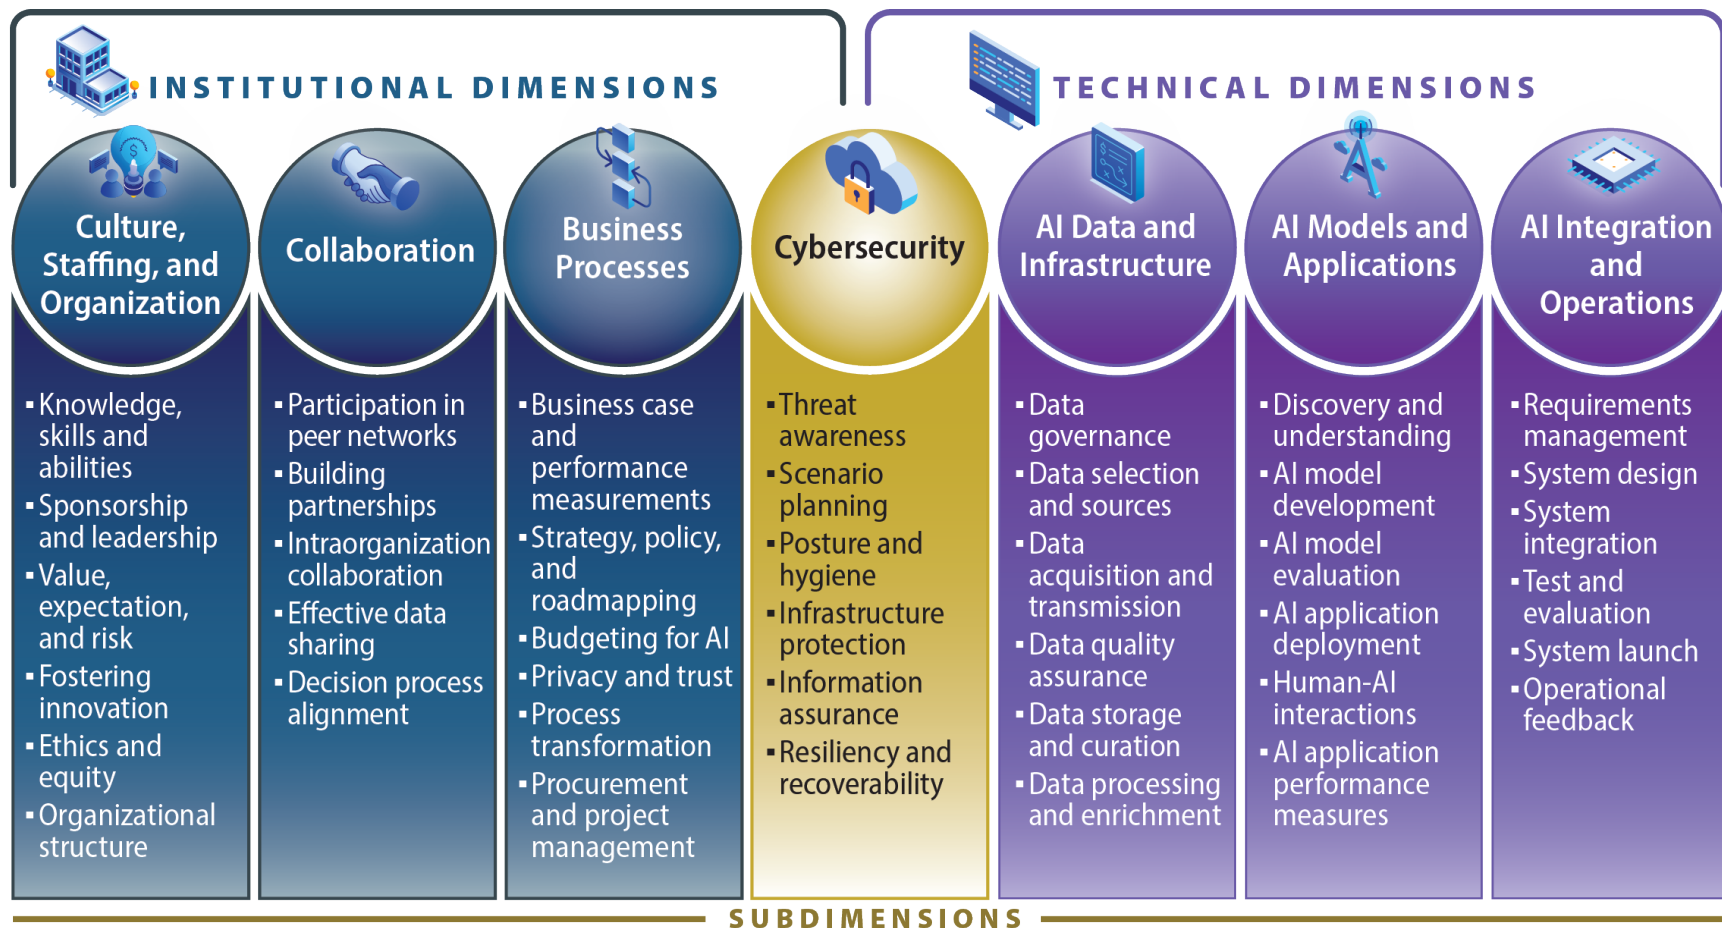 INSTITUTIONAL DIMENSIONS
TECHNICAL DIMENSIONS
Culture,
Staffing, and
Organization
▪Knowledge,
skills and
abilities
▪Sponsorship
and leadership
▪Value,
expectation,
and risk
▪Fostering
innovation
▪Ethics and
equity
▪Organizational
structure
Collaboration
▪Participation in
peer networks
▪Building
partnerships
▪Intraorganization
collaboration
▪Effective data
sharing
▪Decision process
alignment
Business
Processes
▪Business case
and
performance
measurements
▪Strategy, policy,
and
roadmapping
▪Budgeting for AI
▪Privacy and trust
▪Process
transformation
▪Procurement
and project
management
Cybersecurity
▪Threat
awareness
▪Scenario
planning
▪Posture and
hygiene
▪Infrastructure
protection
▪Information
assurance
▪Resiliency and
recoverability
AI Data and
Infrastructure
▪Data
governance
▪Data selection
and sources
▪Data
acquisition and
transmission
▪Data quality
assurance
▪Data storage
and curation
▪Data processing
and enrichment
AI Models and
Applications
▪Discovery and
understanding
▪AI model
development
▪AI model
evaluation
▪AI application
deployment
▪Human-AI
interactions
▪AI application
performance
measures
AI Integration
and
Operations
▪Requirements
management
▪System design
▪System
integration
▪Test and
evaluation
▪System launch
▪Operational
feedback
SUBDIMENSIONS